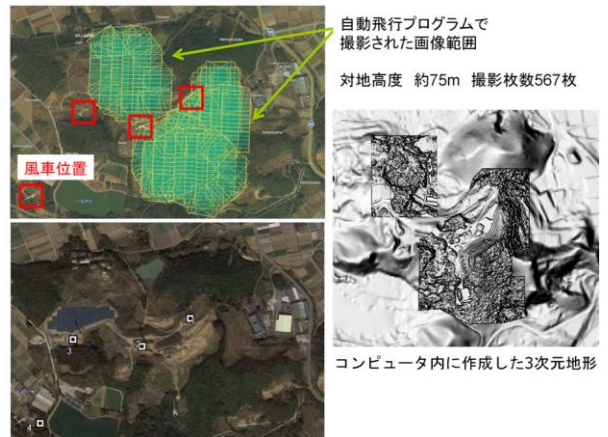 自動飛行プログラムで
撮影された画像範囲
対地高度 約75m 撮影枚数567枚
風車位置
3
2
1
4
コンピュータ内に作成した3次元地形